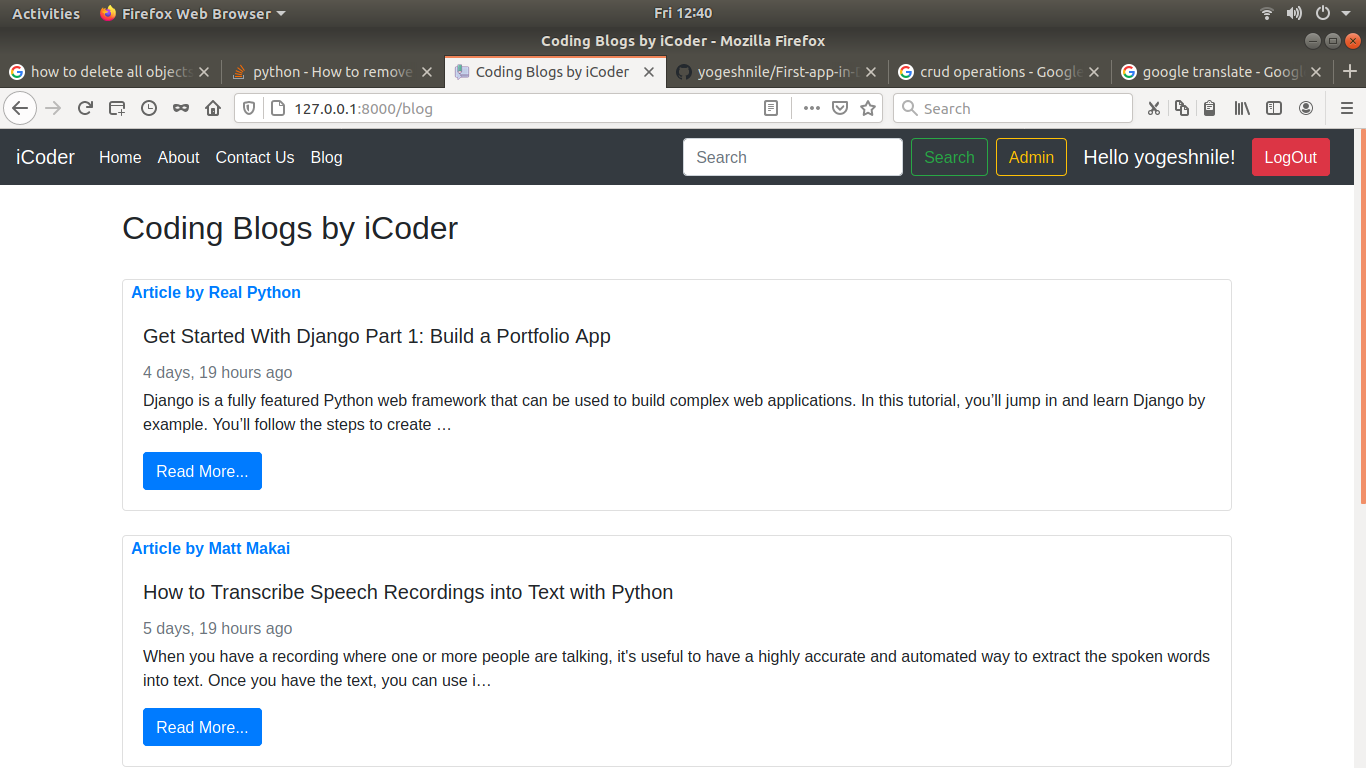 Activities Firefox Web Browser Fri 12:40
Coding Blogs by iCoder - Mozilla Firefox
how to delete all objects python - How to remove Coding Blogs by iCoder yogeshnile/First-app-in- crud operations - Google google translate - Googl
127.0.0.1:8000/blog Search
iCoder Home About Contact Us Blog Search Search Admin Hello yogeshnile! LogOut
Coding Blogs by iCoder
Article by Real Python
Get Started With Django Part 1: Build a Portfolio App
4 days, 19 hours ago
Django is a fully featured Python web framework that can be used to build complex web applications. In this tutorial, you’ll jump in and learn Django by
example. You’ll follow the steps to create …
Read More...
Article by Matt Makai
How to Transcribe Speech Recordings into Text with Python
5 days, 19 hours ago
When you have a recording where one or more people are talking, it's useful to have a highly accurate and automated way to extract the spoken words
into text. Once you have the text, you can use i…
Read More...